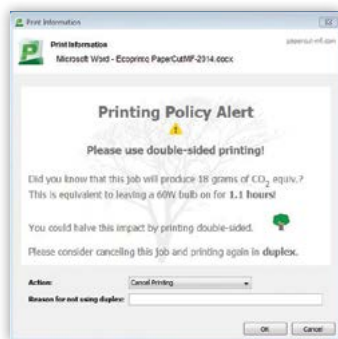 Print Information
Print Information
papercut-mf.com
Microsoft Word - Ecoprint PaperCutMF-2014.docx
Printing Policy Alert
Please use double-sided printing!
Did you know that this job will produce 18 grams of CO2 equiv.?
This is equivalent to leaving a 60W bulb on for 1.1 hours!
You could halve this impact by printing double-sided.
Please consider canceling this job and printing again in duplex.
Action:
Cancel Printing
Reason for not using duplex:
OK
Cancel